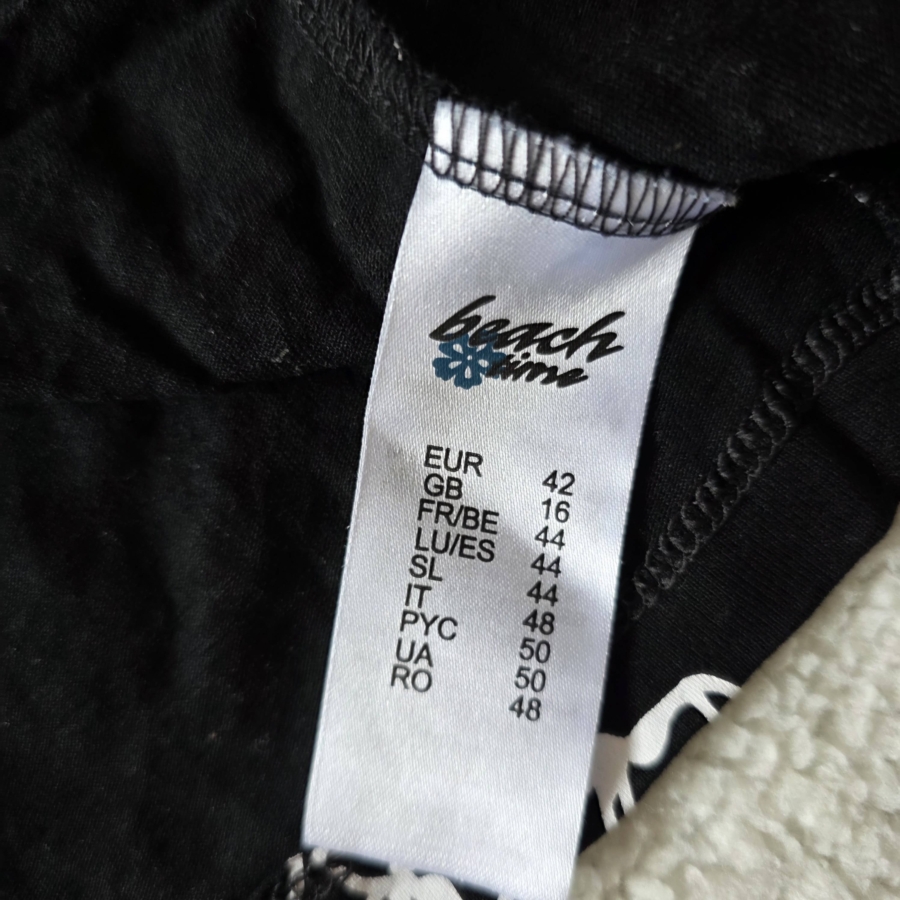 beach
time
EUR 42
GB 16
FR/BE 44
LU/ES 44
SL 44
IT 48
PYC 50
UA 50
RO 48